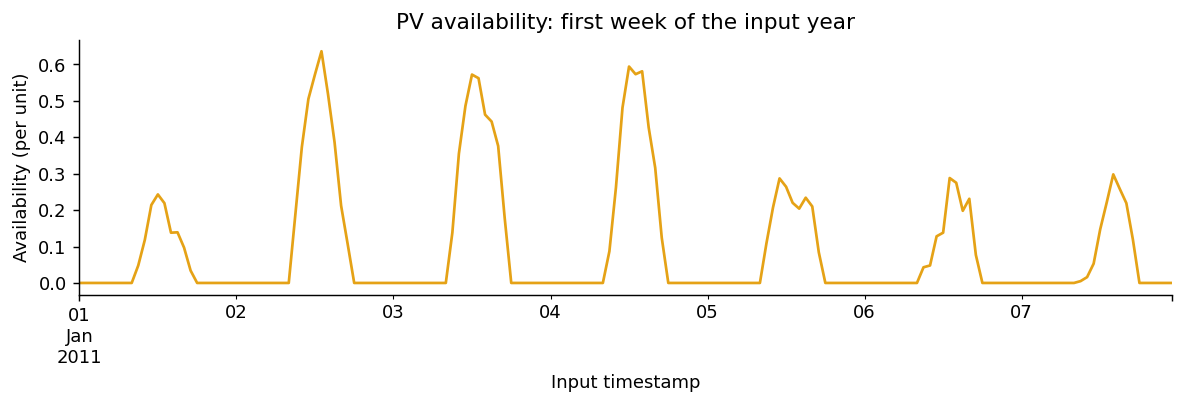 PV availability: first week of the input year
Availability (per unit)
0.6
0.5
0.4
0.3
0.2
0.1
0.0
01 02 03 04 05 06 07
Jan
2011
Input timestamp